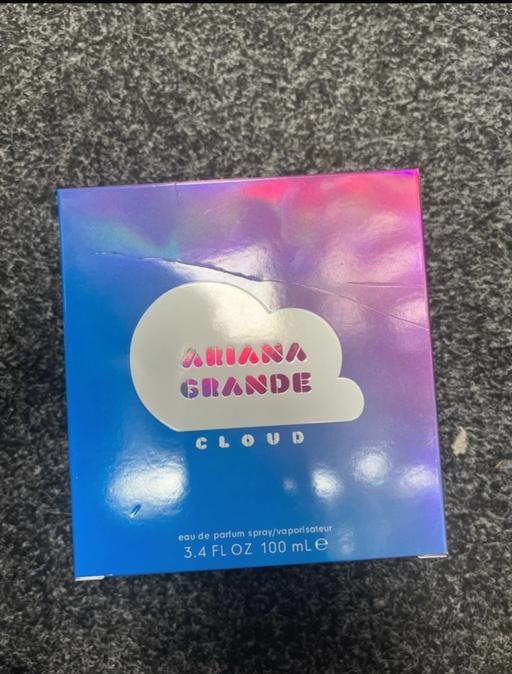 ARIANA
GRANDE
CLOUD
eau de parfum spray/vaporisateur
3.4 FL OZ 100 mL ℮